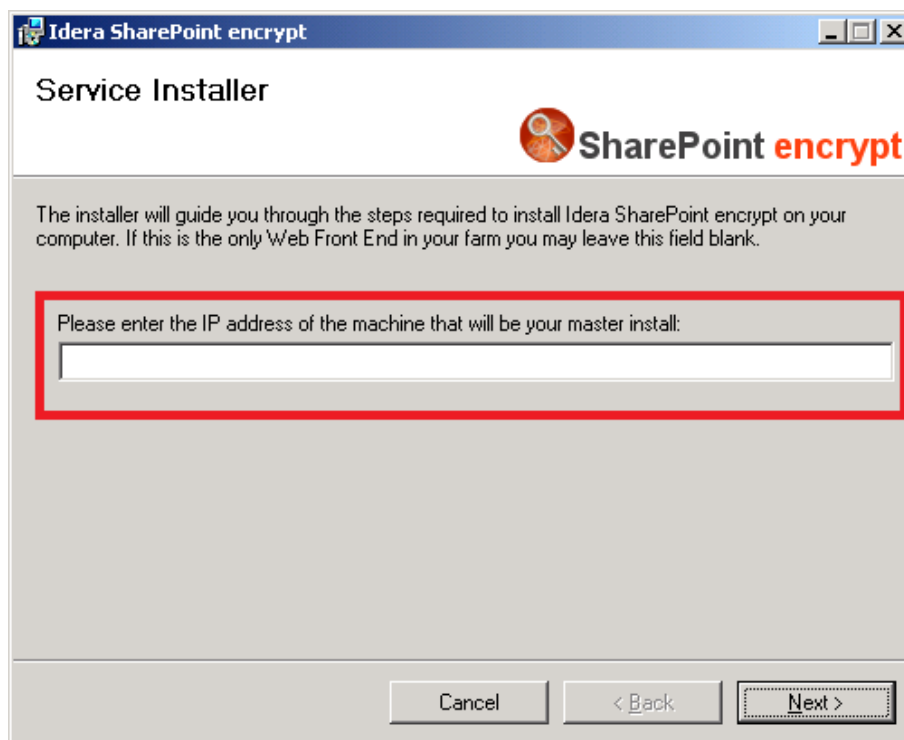 Idera SharePoint encrypt
Service Installer
SharePoint encrypt
The installer will guide you through the steps required to install Idera SharePoint encrypt on your
computer. If this is the only Web Front End in your farm you may leave this field blank.
Please enter the IP address of the machine that will be your master install:
Cancel
< Back
Next >